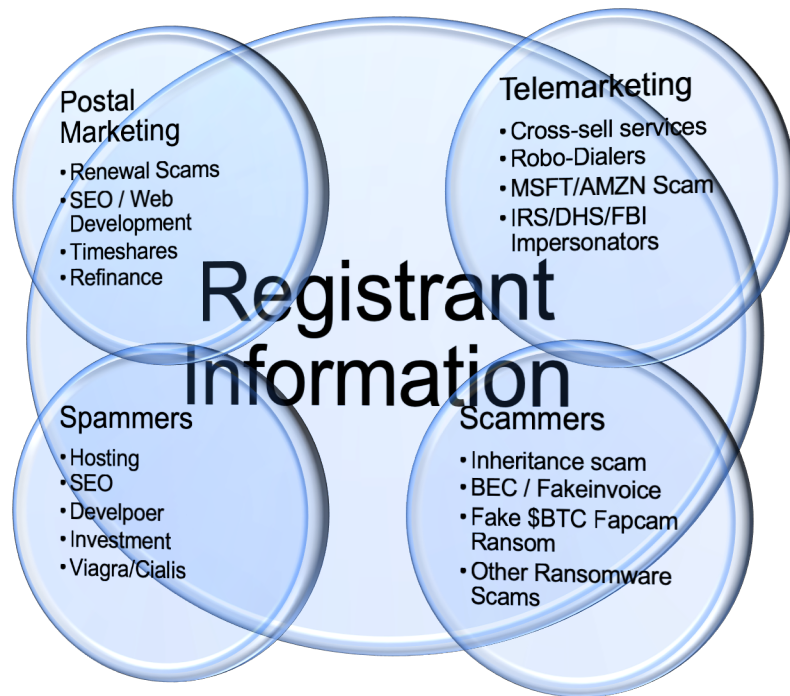 Postal
Marketing
• Renewal Scams
• SEO / Web
Development
• Timeshares
• Refinance
Telemarketing
• Cross-sell services
• Robo-Dialers
• MSFT/AMZN Scam
• IRS/DHS/FBI
Impersonators
Registrant
Information
Spammers
• Hosting
• SEO
• Develpoer
• Investment
• Viagra/Cialis
Scammers
• Inheritance scam
• BEC / Fakeinvoice
• Fake $BTC Fapcam
Ransom
• Other Ransomware
Scams